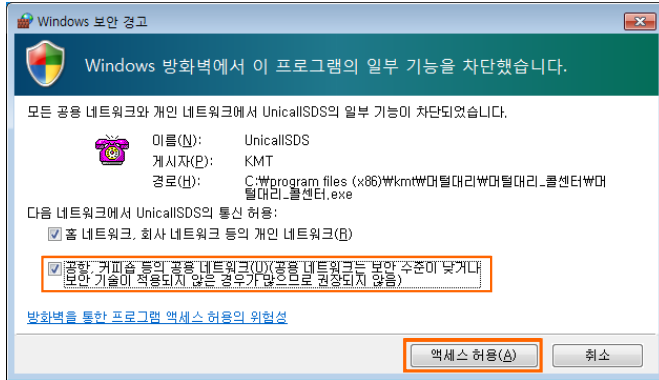 Windows 보안 경고
Windows 방화벽에서 이 프로그램의 일부 기능을 차단했습니다.
모든 공용 네트워크와 개인 네트워크에서 UnicallSDS의 일부 기능이 차단되었습니다.
이름(N): UnicallSDS
게시자(P): KMT
경로(H): C:₩program files (x86)₩kmt₩머털대리₩머털대리_콜센터₩머
털대리_콜센터.exe
다음 네트워크에서 UnicallSDS의 통신 허용:
홈 네트워크, 회사 네트워크 등의 개인 네트워크(R)
공항, 커피숍 등의 공용 네트워크(U)(공용 네트워크는 보안 수준이 낮거나
보안 기술이 적용되지 않은 경우가 많으므로 권장되지 않음)
방화벽을 통한 프로그램 액세스 허용의 위험성
액세스 허용(A)
취소